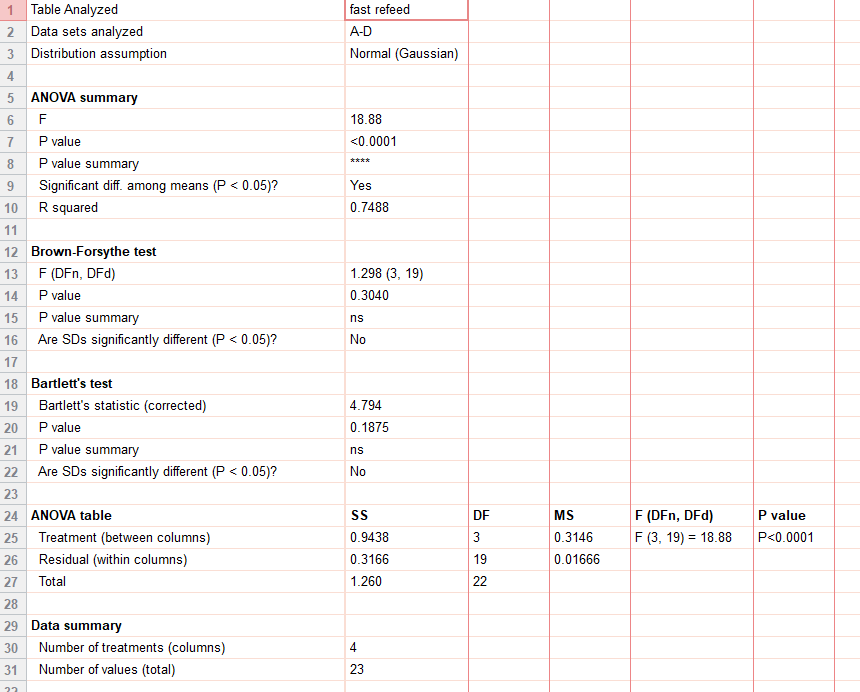 1 Table Analyzed fast refeed
2 Data sets analyzed A-D
3 Distribution assumption Normal (Gaussian)
4
5 ANOVA summary
6 F 18.88
7 P value <0.0001
8 P value summary ****
9 Significant diff. among means (P < 0.05)? Yes
10 R squared 0.7488
11
12 Brown-Forsythe test
13 F (DFn, DFd) 1.298 (3, 19)
14 P value 0.3040
15 P value summary ns
16 Are SDs significantly different (P < 0.05)? No
17
18 Bartlett's test
19 Bartlett's statistic (corrected) 4.794
20 P value 0.1875
21 P value summary ns
22 Are SDs significantly different (P < 0.05)? No
23
24 ANOVA table SS DF MS F (DFn, DFd) P value
25 Treatment (between columns) 0.9438 3 0.3146 F (3, 19) = 18.88 P<0.0001
26 Residual (within columns) 0.3166 19 0.01666
27 Total 1.260 22
28
29 Data summary
30 Number of treatments (columns) 4
31 Number of values (total) 23